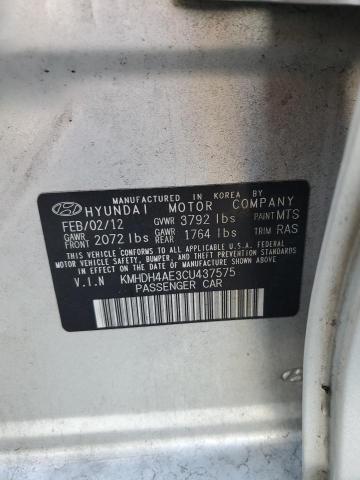 MANUFACTURED IN KOREA BY
HYUNDAI MOTOR COMPANY
FEB/02/12 GVWR 3792 lbs PAINT MTS
GAWR FRONT 2072 lbs GAWR REAR 1764 lbs TRIM RAS
THIS VEHICLE CONFORMS TO ALL APPLICABLE U.S. FEDERAL
MOTOR VEHICLE SAFETY, BUMPER, AND THEFT PREVENTION
STANDARDS IN EFFECT ON THE DATE OF MANUFACTURE SHOWN ABOVE.
V.I.N KMHDH4AE3CU437575
PASSENGER CAR